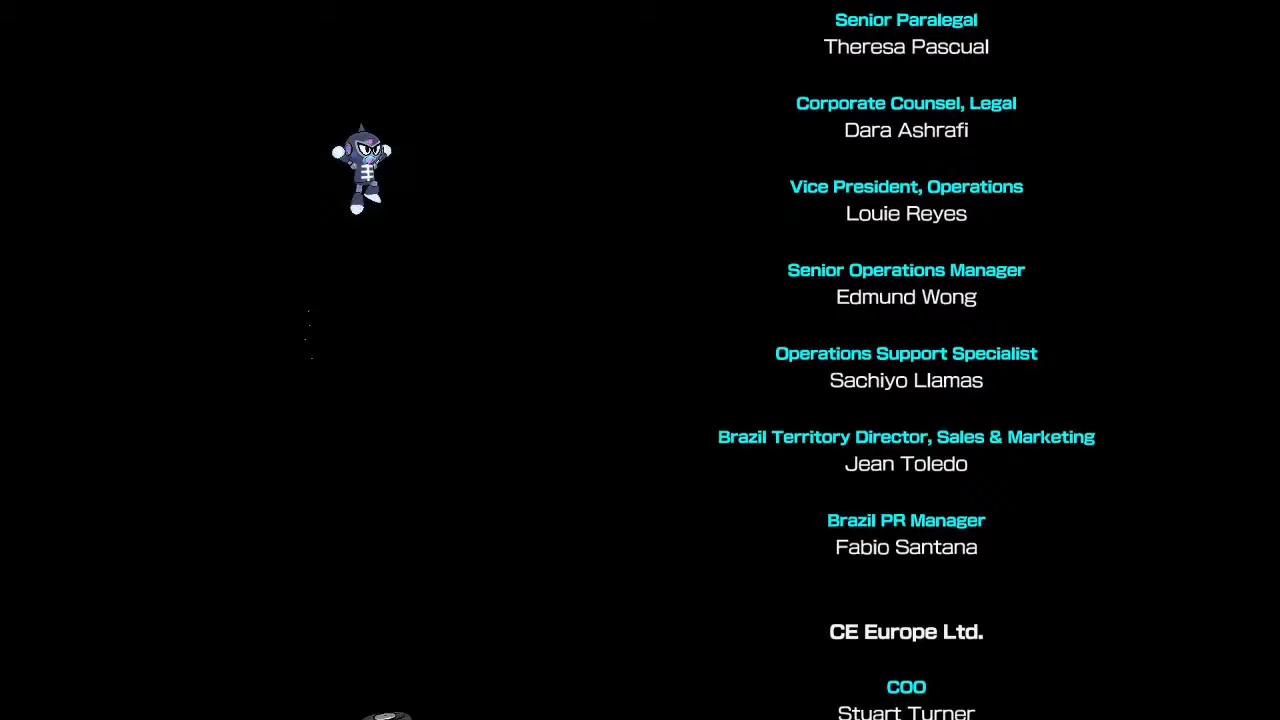 Senior Paralegal
Theresa Pascual
Corporate Counsel, Legal
Dara Ashrafi
Vice President, Operations
Louie Reyes
Senior Operations Manager
Edmund Wong
Operations Support Specialist
Sachiyo Llamas
Brazil Territory Director, Sales & Marketing
Jean Toledo
Brazil PR Manager
Fabio Santana
CE Europe Ltd.
COO
Stuart Turner